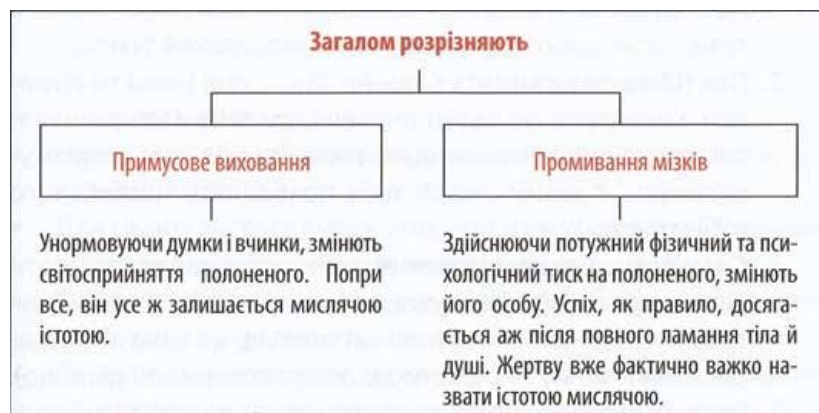 Загалом розрізняють
Примусове виховання
Промивання мізків
Унормовуючи думки і вчинки, змінють
світосприйняття полоненого. Попри
все, він усе ж залишається мислячою
істотою.
Здійснюючи потужний фізичний та пси-
хологічний тиск на полоненого, змінють
його особу. Успіх, як правило, досяга-
ється аж після повного ламання тіла й
душі. Жертву вже фактично важко на-
звати істотою мислячою.